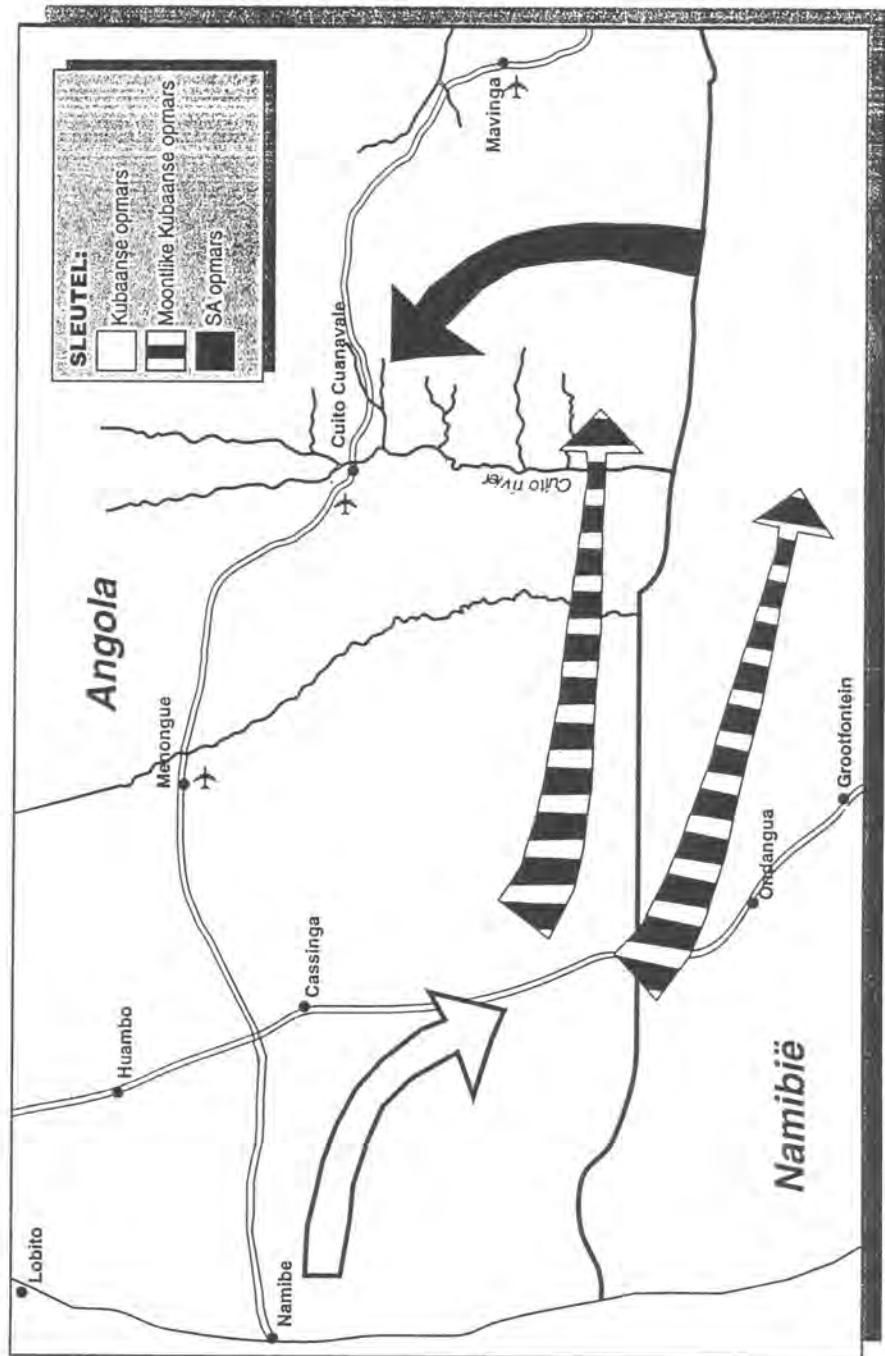 SLEUTEL:
Kubaanse opmars
Moontlike Kubaanse opmars
SA opmars
Angola
Namibië
Lobito
Huambo
Namibe
Cassinga
Menongue
Cuito Cuanavale
Mavinga
Cuito rivier
Ondangua
Grootfontein